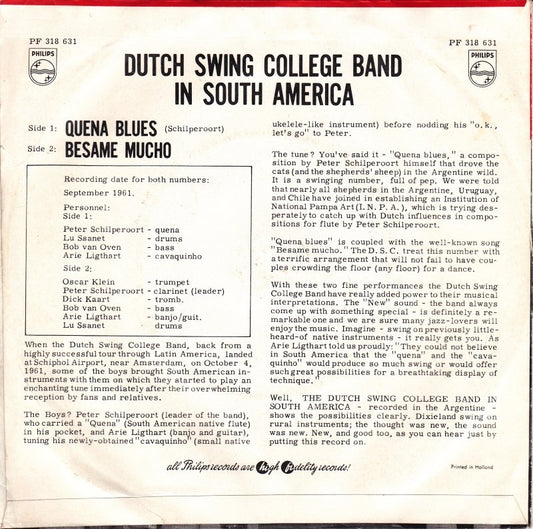 PF 318 631
PF 318 631
PHILIPS
PHILIPS
DUTCH SWING COLLEGE BAND
IN SOUTH AMERICA
Side 1: QUENA BLUES (Schilperoort)
Side 2: BESAME MUCHO
Recording date for both numbers:
September 1961.
Personnel:
Side 1:
Peter Schilperoort - quena
Lu Ssanet - drums
Bob van Oven - bass
Arie Ligthart - cavaquinho
Side 2:
Oscar Klein - trumpet
Peter Schilperoort - clarinet (leader)
Dick Kaart - tromb.
Bob van Oven - bass
Arie Ligthart - banjo/guit.
Lu Ssanet - drums
When the Dutch Swing College Band, back from a
highly successful tour through Latin America, landed
at Schiphol Airport, near Amsterdam, on October 4,
1961, some of the boys brought South American in-
struments with them on which they started to play an
enchanting tune immediately after their overwhelming
reception by fans and relatives.
The Boys? Peter Schilperoort (leader of the band),
who carried a "Quena" (South American native flute)
in his pocket, and Arie Ligthart (banjo and guitar),
tuning his newly-obtained "cavaquinho" (small native
ukelele-like instrument) before nodding his "o.k.,
let's go" to Peter.
The tune? You've said it - "Quena blues," a compo-
sition by Peter Schilperoort himself that drove the
cats (and the shepherds' sheep) in the Argentine wild.
It is a swinging number, full of pep. We were told
that nearly all shepherds in the Argentine, Uruguay,
and Chile have joined in establishing an Institution of
National Pampa Art (I.N.P.A.), which is trying des-
perately to catch up with Dutch influences in compo-
sitions for flute by Peter Schilperoort.
"Quena blues" is coupled with the well-known song
"Besame mucho." The D.S.C. treat this number with
a terrific arrangement that will not fail to have cou-
ples crowding the floor (any floor) for a dance.
With these two fine performances the Dutch Swing
College Band have really added power to their musical
interpretations. The "New" sound - the band always
come up with something special - is definitely a re-
markable one and we are sure many jazz-lovers will
enjoy the music. Imagine - swing on previously little-
heard-of native instruments - it really gets you. As
Arie Ligthart told us proudly: "They could not believe
in South America that the "quena" and the "cava-
quinho" would produce so much swing or would offer
such great possibilities for a breathtaking display of
technique."
Well, THE DUTCH SWING COLLEGE BAND IN
SOUTH AMERICA - recorded in the Argentine -
shows the possibilities clearly. Dixieland swing on
rural instruments; the thought was new, the sound
was new. New, and good too, as you can hear just by
putting this record on.
all Philips records are high fidelity records!
Printed in Holland